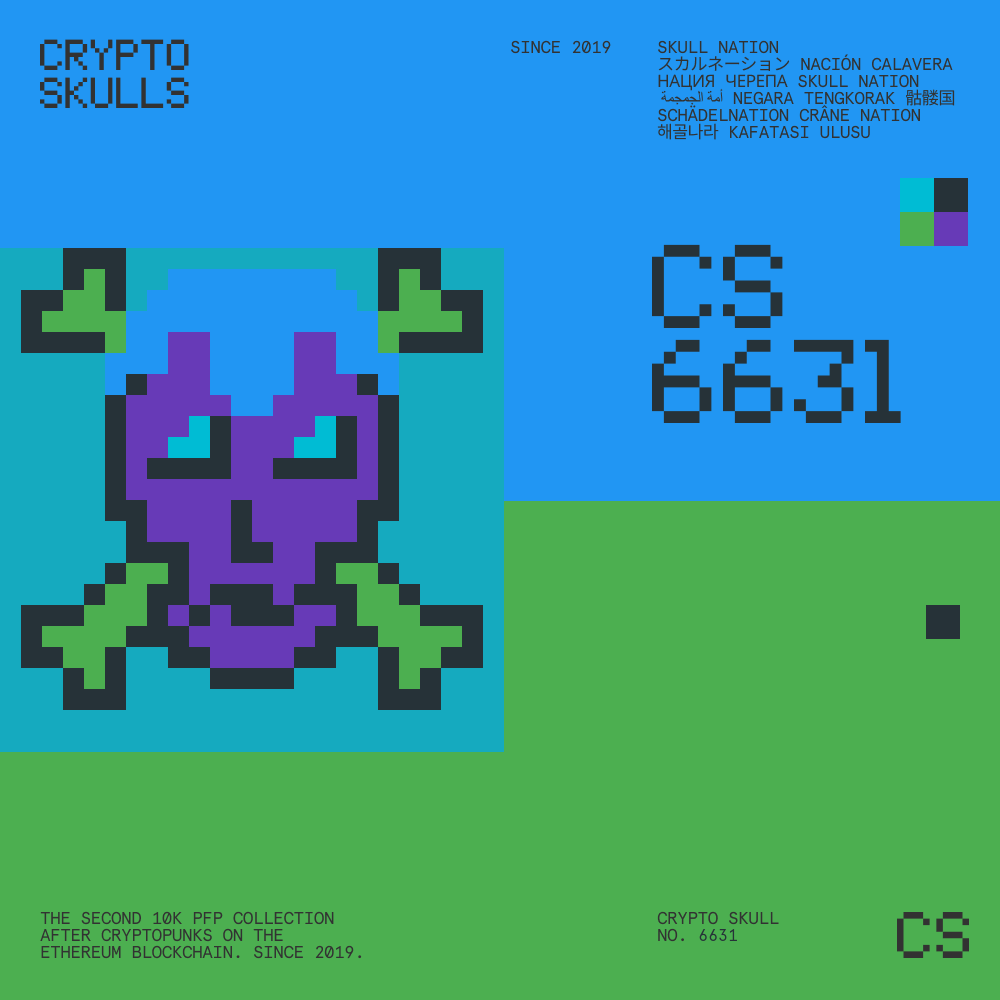 CRYPTO
SKULLS
SINCE 2019
SKULL NATION
スカルネーション NACIÓN CALAVERA
НАЦИЯ ЧЕРЕПА SKULL NATION
أمة الجمجمة NEGARA TENGKORAK 骷髅国
SCHÄDELNATION CRÂNE NATION
해골나라 KAFATASI ULUSU
CS
6631
THE SECOND 10K PFP COLLECTION
AFTER CRYPTOPUNKS ON THE
ETHEREUM BLOCKCHAIN. SINCE 2019.
CRYPTO SKULL
NO. 6631
CS